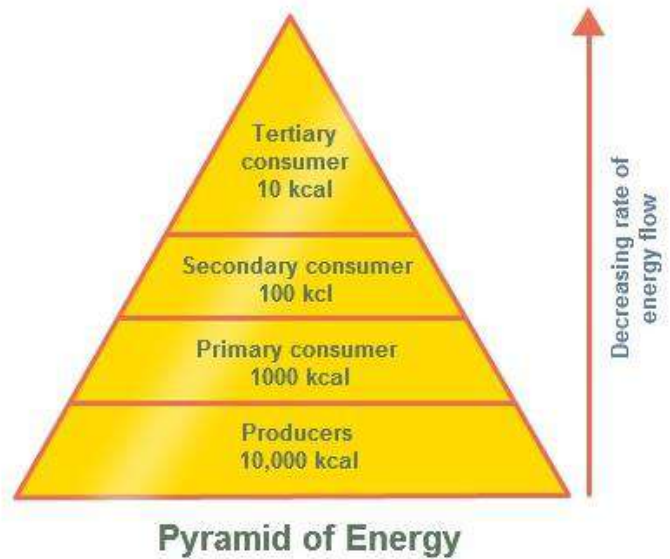 Tertiary
consumer
10 kcal
Secondary consumer
100 kcl
Primary consumer
1000 kcal
Producers
10,000 kcal
Decreasing rate of
energy flow
Pyramid of Energy